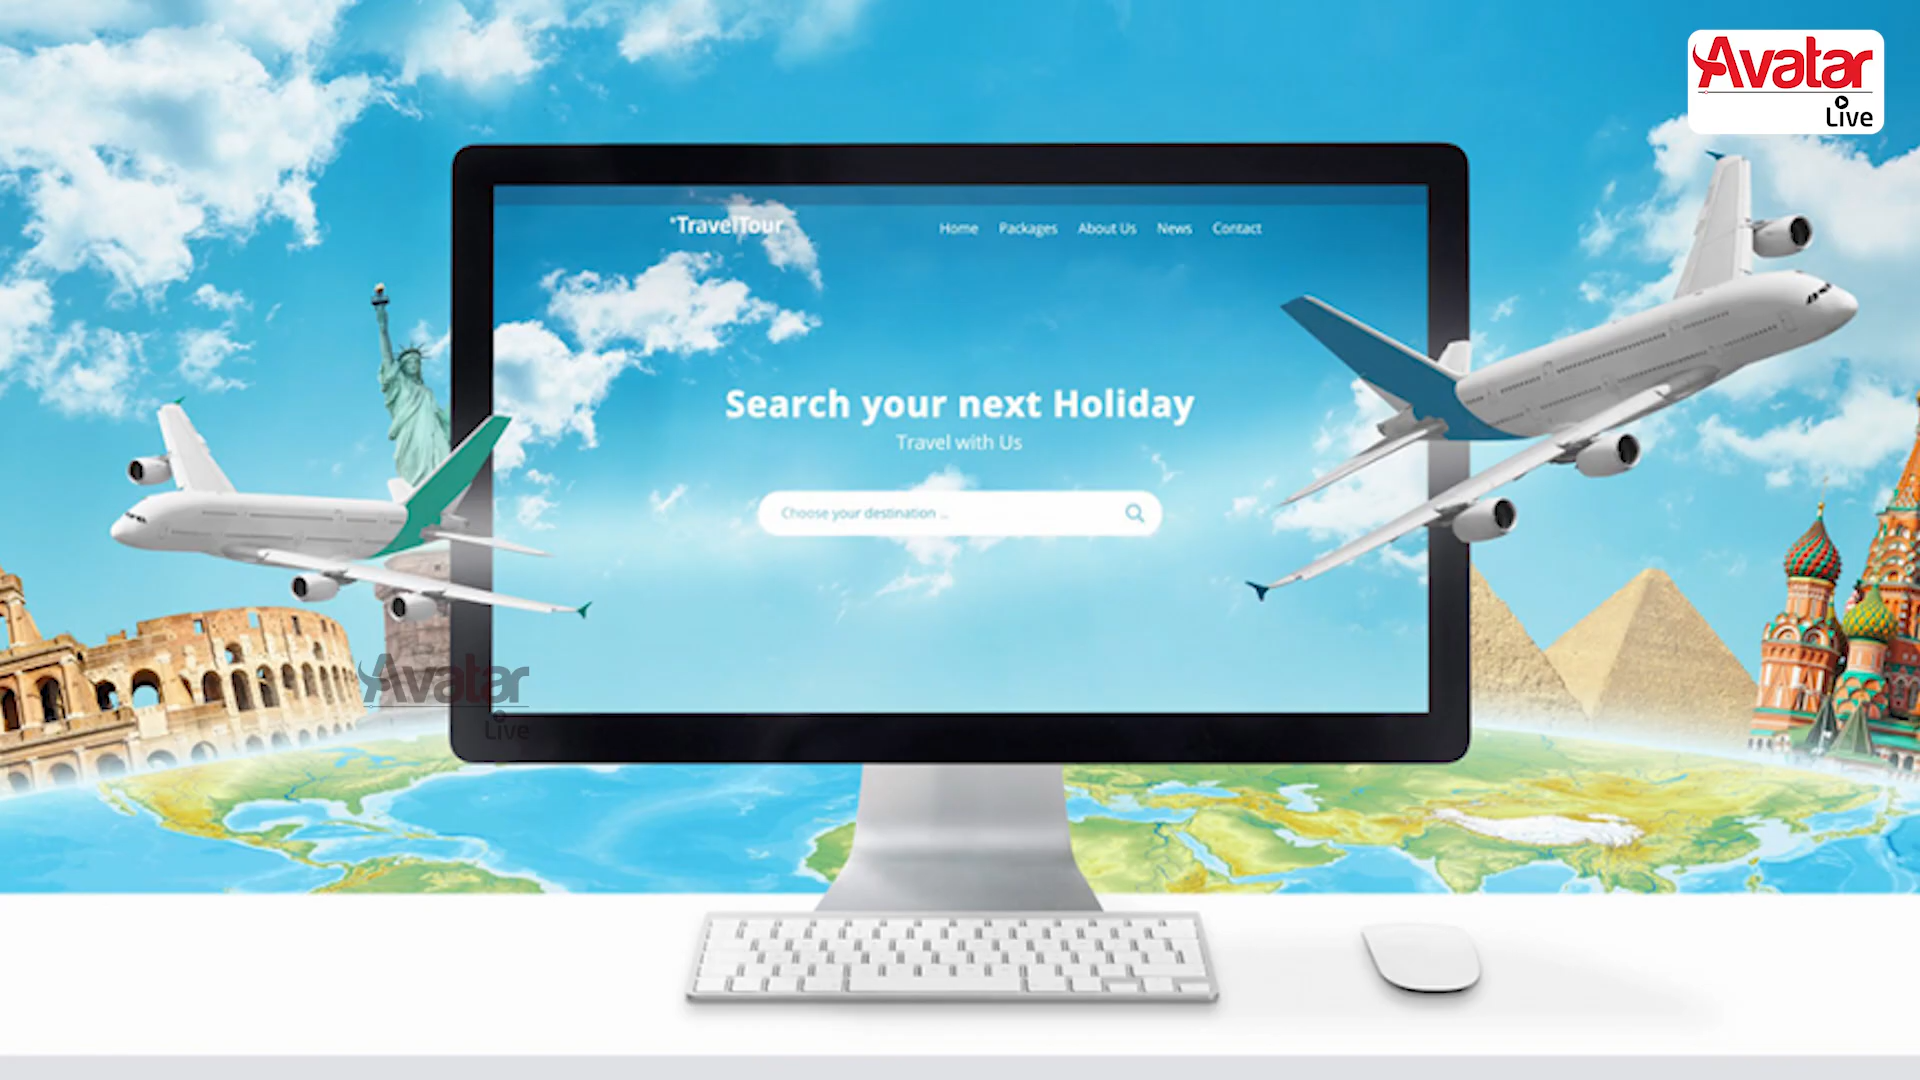 Avatar
Live
*TravelTour
Home Packages About Us News Contact
Search your next Holiday
Travel with Us
Choose your destination ...
Avatar
Live